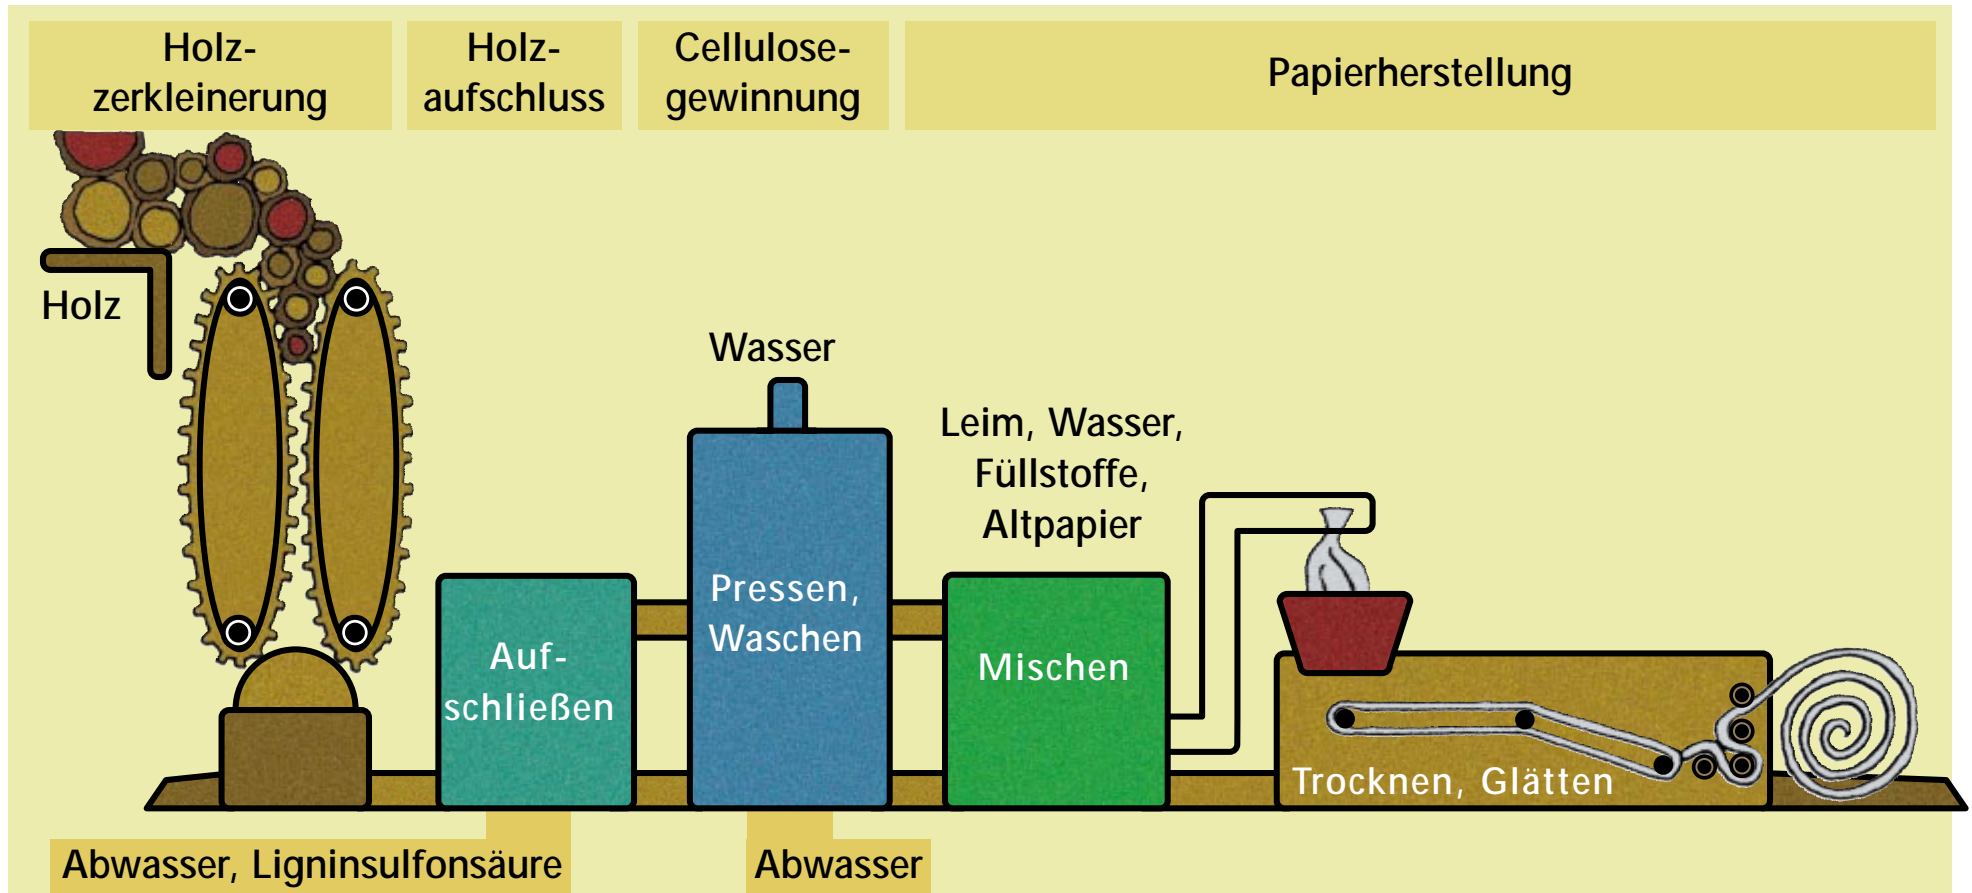 Holz-
zerkleinerung
Holz-
aufschluss
Cellulose-
gewinnung
Papierherstellung
Holz
Wasser
Leim, Wasser,
Füllstoffe,
Altpapier
Auf-
schließen
Pressen,
Waschen
Mischen
Trocknen, Glätten
Abwasser, Ligninsulfonsäure
Abwasser